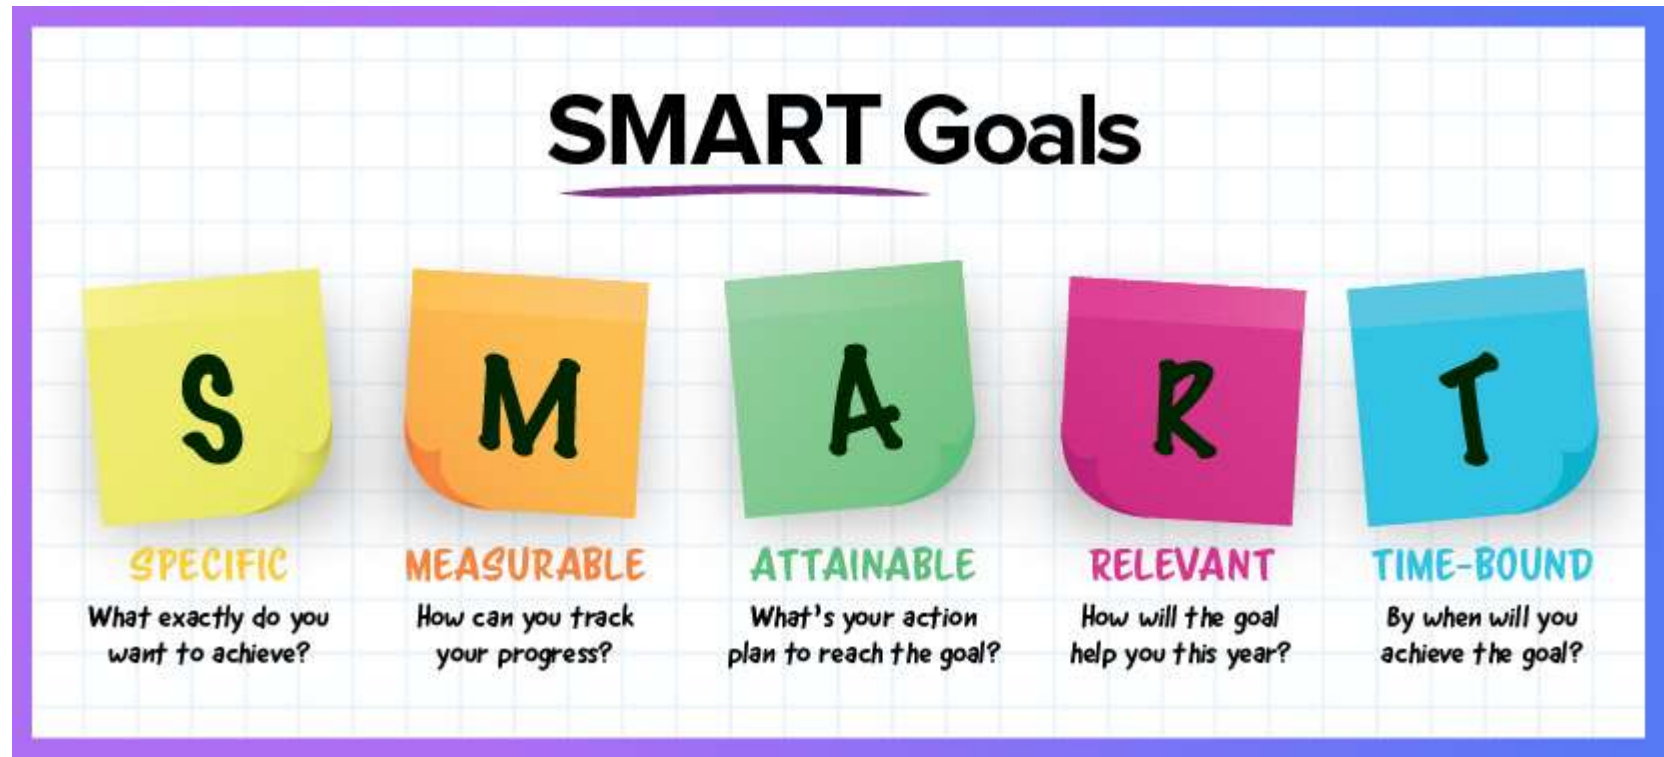 SMART Goals
S M A R T
SPECIFIC
What exactly do you
want to achieve?
MEASURABLE
How can you track
your progress?
ATTAINABLE
What's your action
plan to reach the goal?
RELEVANT
How will the goal
help you this year?
TIME-BOUND
By when will you
achieve the goal?